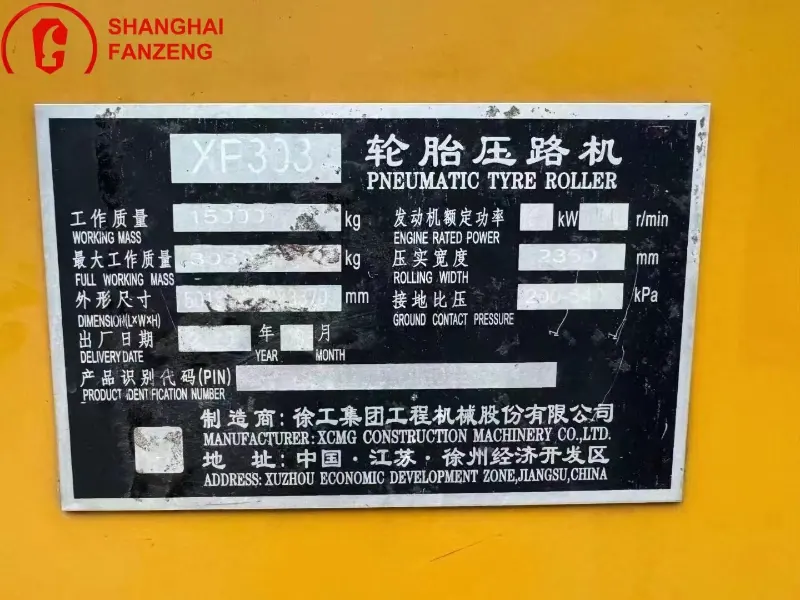 SHANGHAI
FANZENG
轮胎压路机
PNEUMATIC TYRE ROLLER
工作质量 15000 kg
WORKING MASS
发动机额定功率 kW r/min
ENGINE RATED POWER
最大工作质量 kg
FULL WORKING MASS
压实宽度 2350 mm
ROLLING WIDTH
外形尺寸 mm
DIMENSION(L×W×H)
接地比压 kPa
GROUND CONTACT PRESSURE
出厂日期 年 月
DELIVERY DATE YEAR MONTH
产品识别代码(PIN)
PRODUCT IDENTIFICATION NUMBER
制造商:徐工集团工程机械股份有限公司
MANUFACTURER: XCMG CONSTRUCTION MACHINERY CO.,LTD.
地 址:中国·江苏·徐州经济开发区
ADDRESS: XUZHOU ECONOMIC DEVELOPMENT ZONE,JIANGSU,CHINA